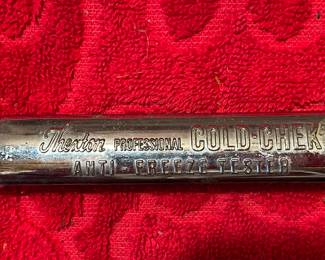 Thexton PROFESSIONAL COLD-CHEK
ANTI-FREEZE TESTER